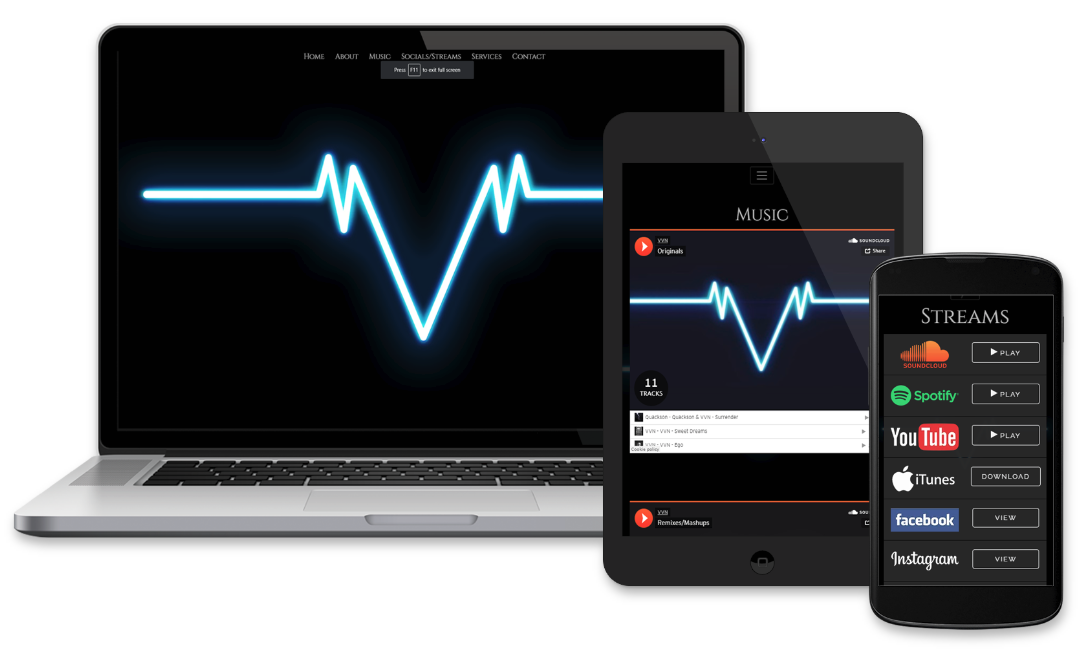 Home About Music Socials/Streams Services Contact
Press F11 to exit full screen
Music
VVN
Originals
SOUNDCLOUD
Share
11
TRACKS
Quackson - Quackson & VVN - Surrender
VVN - VVN - Sweet Dreams
VVN - VVN - Ego
Cookie policy
VVN
Remixes/Mashups
SOU
Streams
SOUNDCLOUD
PLAY
Spotify
PLAY
YouTube
PLAY
iTunes
DOWNLOAD
facebook
VIEW
Instagram
VIEW